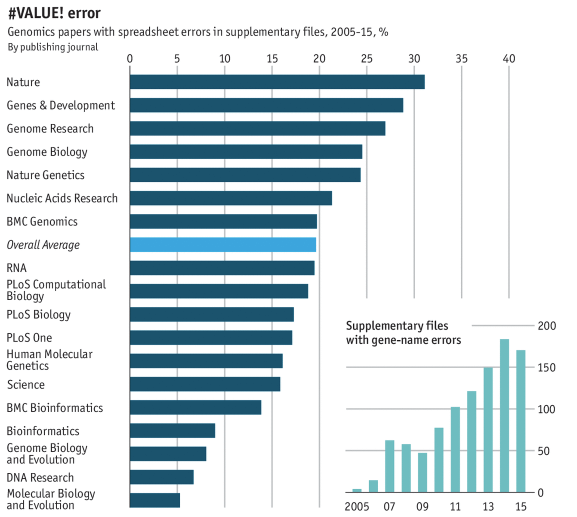 #VALUE! error
Genomics papers with spreadsheet errors in supplementary files, 2005-15, %
By publishing journal
0 5 10 15 20 25 30 35 40
Nature
Genes & Development
Genome Research
Genome Biology
Nature Genetics
Nucleic Acids Research
BMC Genomics
Overall Average
RNA
PLoS Computational
Biology
PLoS Biology
PLoS One
Human Molecular
Genetics
Science
BMC Bioinformatics
Bioinformatics
Genome Biology
and Evolution
DNA Research
Molecular Biology
and Evolution
Supplementary files
with gene-name errors
200
150
100
50
0
2005 07 09 11 13 15